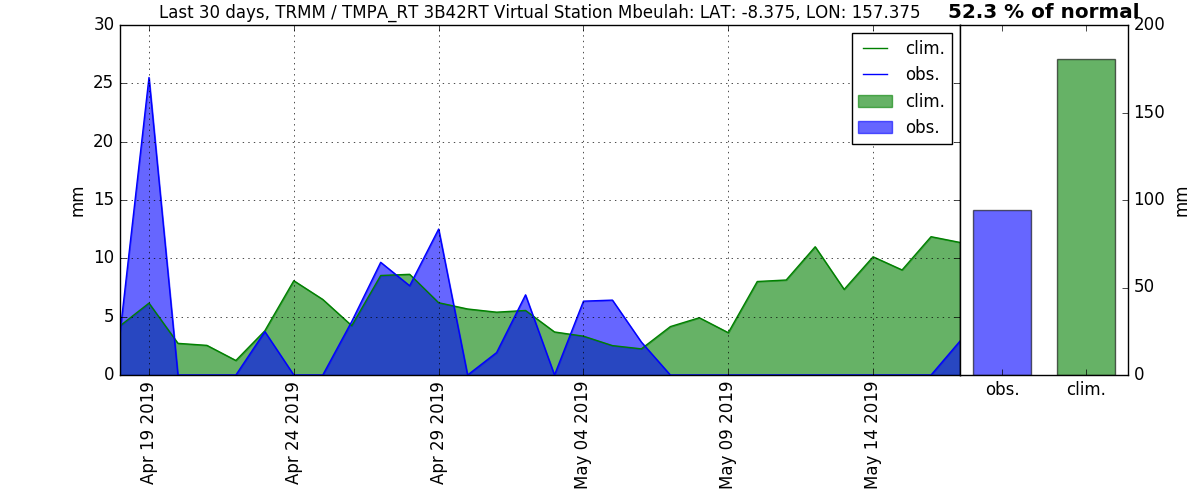 Last 30 days, TRMM / TMPA_RT 3B42RT Virtual Station Mbeulah: LAT: -8.375, LON: 157.375
52.3 % of normal
30
25
20
15
10
5
0
mm
clim.
obs.
clim.
obs.
200
150
100
50
0
mm
obs.
clim.
Apr 19 2019
Apr 24 2019
Apr 29 2019
May 04 2019
May 09 2019
May 14 2019